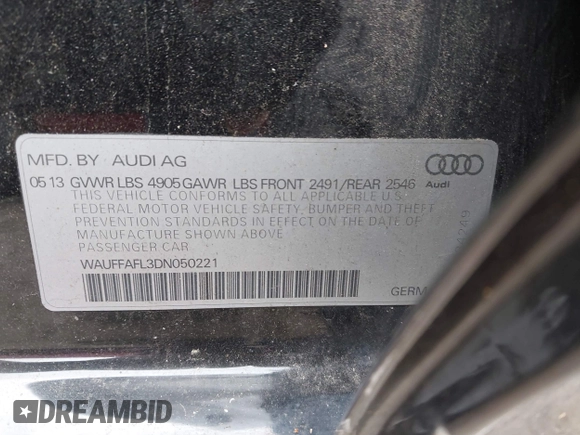 MFD. BY AUDI AG
05 13 GVWR LBS 4905 GAWR LBS FRONT 2491/REAR 2546
Audi
THIS VEHICLE CONFORMS TO ALL APPLICABLE U.S.
FEDERAL MOTOR VEHICLE SAFETY, BUMPER AND THEFT
PREVENTION STANDARDS IN EFFECT ON THE DATE OF
MANUFACTURE SHOWN ABOVE
PASSENGER CAR
WAUFFAFL3DN050221
GERM
DREAMBID